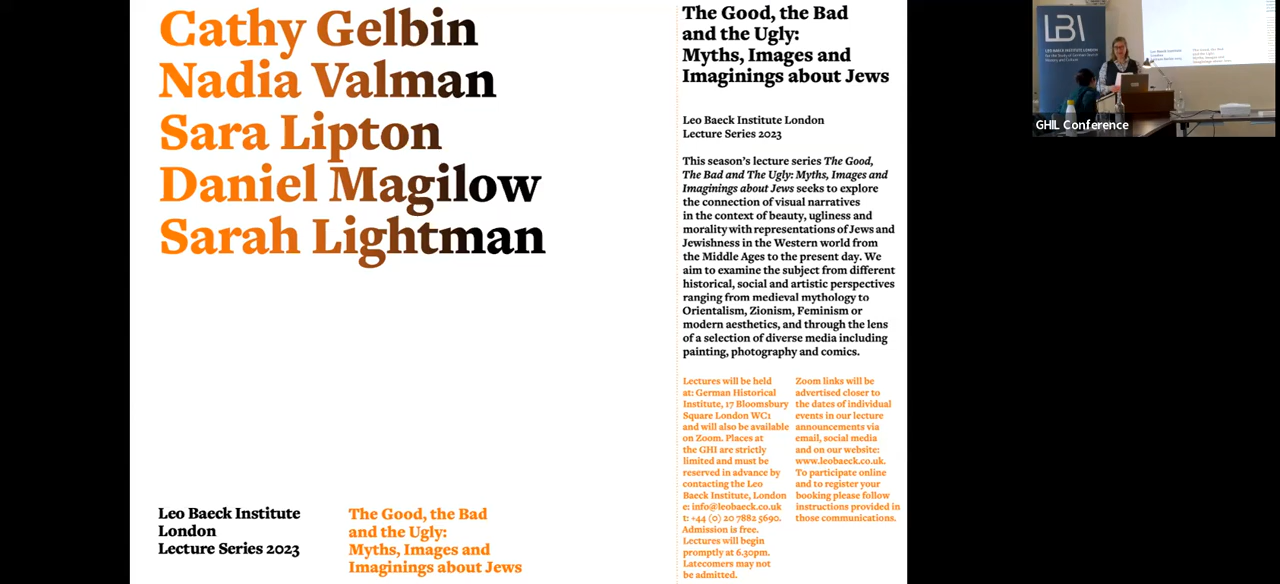 Cathy Gelbin
Nadia Valman
Sara Lipton
Daniel Magilow
Sarah Lightman
Leo Baeck Institute
London
Lecture Series 2023
The Good, the Bad
and the Ugly:
Myths, Images and
Imaginings about Jews
The Good, the Bad
and the Ugly:
Myths, Images and
Imaginings about Jews
Leo Baeck Institute London
Lecture Series 2023
This season's lecture series The Good,
The Bad and The Ugly: Myths, Images and
Imaginings about Jews seeks to explore
the connection of visual narratives
in the context of beauty, ugliness and
morality with representations of Jews and
Jewishness in the Western world from
the Middle Ages to the present day. We
aim to examine the subject from different
historical, social and artistic perspectives
ranging from medieval mythology to
Orientalism, Zionism, Feminism or
modern aesthetics, and through the lens
of a selection of diverse media including
painting, photography and comics.
Lectures will be held
at: German Historical
Institute, 17 Bloomsbury
Square London WC1
and will also be available
on Zoom. Places at
the GHI are strictly
limited and must be
reserved in advance by
contacting the Leo
Baeck Institute, London
e: info@leobaeck.co.uk
t: +44 (0) 20 7882 5690.
Admission is free.
Lectures will begin
promptly at 6.30pm.
Latecomers may not
be admitted.
Zoom links will be
advertised closer to
the dates of individual
events in our lecture
announcements via
email, social media
and on our website:
www.leobaeck.co.uk.
To participate online
and to register your
booking please follow
instructions provided in
those communications.
LBI
LEO BAECK INSTITUTE LONDON
GHIL Conference